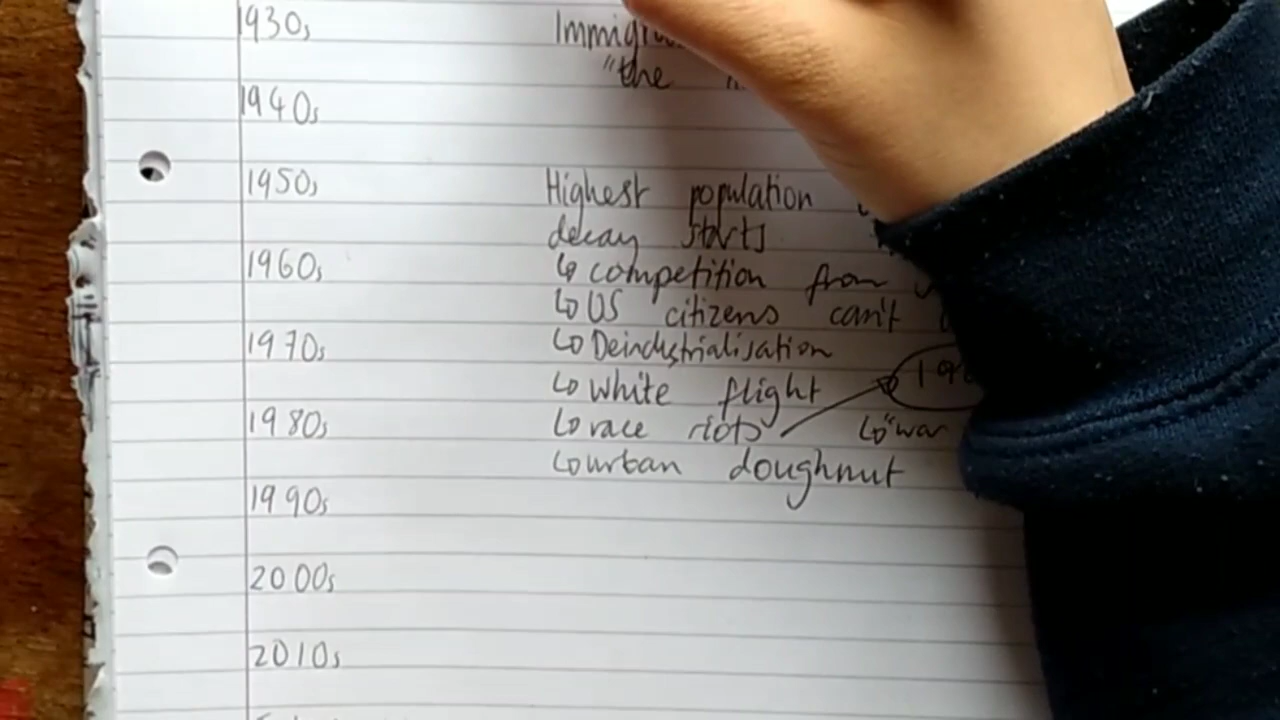 1930s
"the
1940s
1950s Highest population
decay starts
1960s ↳ competition from
↳ US citizens can't
1970s ↳ Deindustrialisation
↳ white flight
1980s ↳ race riots ↳ "war
↳ urban doughnut
1990s
2000s
2010s